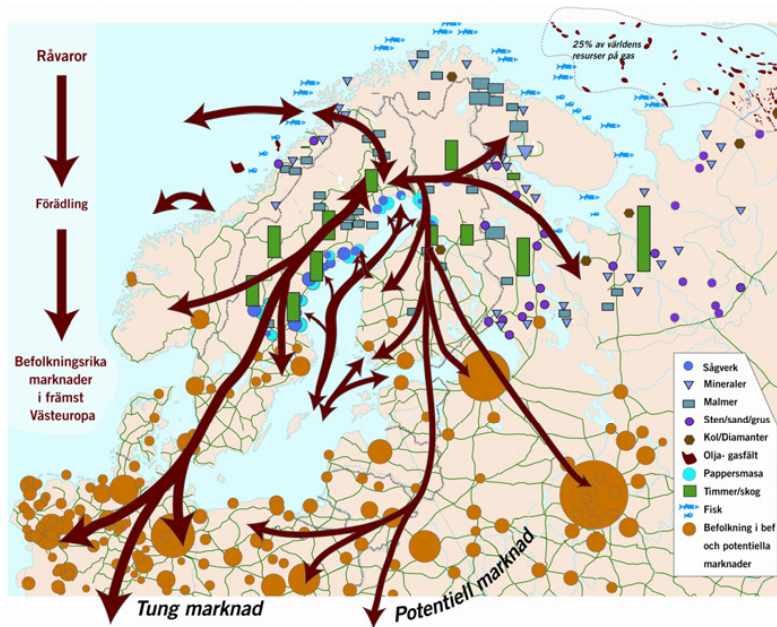 Råvaror
Förädling
Befolkningsrika
marknader
i främst
Västeuropa
25% av världens
resurser på gas
Sågverk
Mineraler
Malmer
Sten/sand/grus
Kol/Diamanter
Olja- gasfält
Pappersmasa
Timmer/skog
Fisk
Befolkning i bef
och potentiella
marknader
Tung marknad
Potentiell marknad